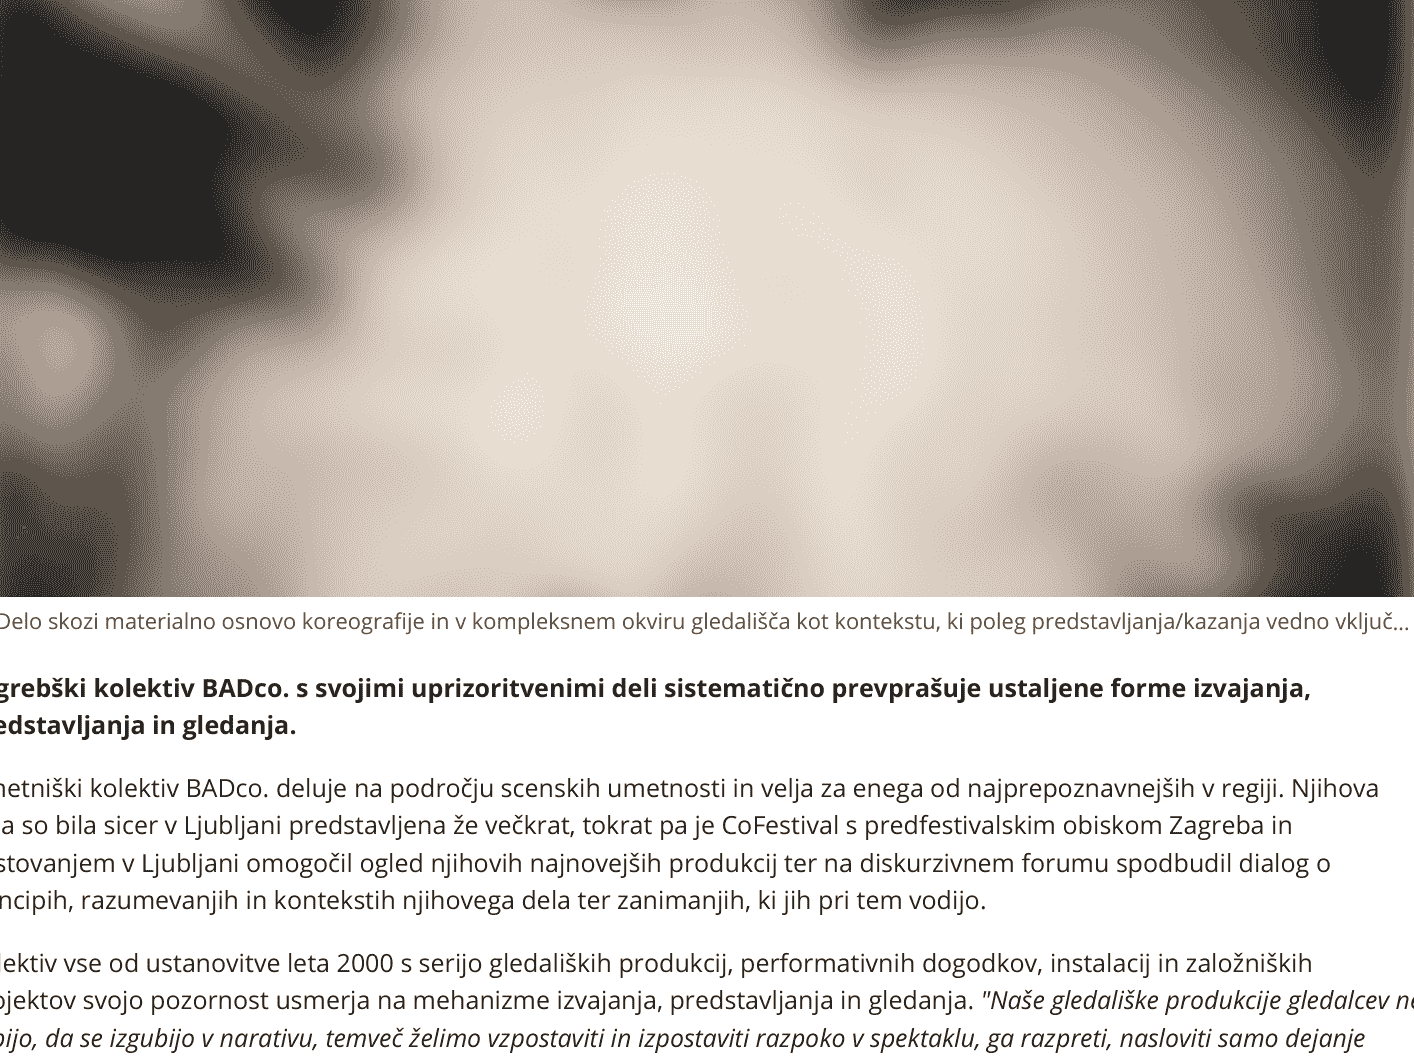 Delo skozi materialno osnovo koreografije in v kompleksnem okviru gledališča kot kontekstu, ki poleg predstavljanja/kazanja vedno vključ…
grebški kolektiv BADco. s svojimi uprizoritvenimi deli sistematično prevprašuje ustaljene forme izvajanja,
edstavljanja in gledanja.
netniški kolektiv BADco. deluje na področju scenskih umetnosti in velja za enega od najprepoznavnejših v regiji. Njihova
a so bila sicer v Ljubljani predstavljena že večkrat, tokrat pa je CoFestival s predfestivalskim obiskom Zagreba in
stovanjem v Ljubljani omogočil ogled njihovih najnovejših produkcij ter na diskurzivnem forumu spodbudil dialog o
ncipih, razumevanjih in kontekstih njihovega dela ter zanimanjih, ki jih pri tem vodijo.
lektiv vse od ustanovitve leta 2000 s serijo gledaliških produkcij, performativnih dogodkov, instalacij in založniških
ojektov svojo pozornost usmerja na mehanizme izvajanja, predstavljanja in gledanja. "Naše gledališke produkcije gledalcev ne
bijo, da se izgubijo v narativu, temveč želimo vzpostaviti in izpostaviti razpoko v spektaklu, ga razpreti, nasloviti samo dejanje